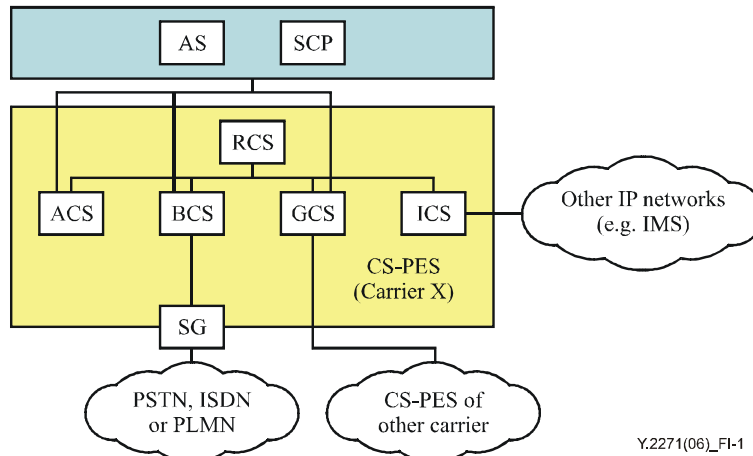 AS
SCP
RCS
ACS
BCS
GCS
ICS
Other IP networks
(e.g. IMS)
CS-PES
(Carrier X)
SG
PSTN, ISDN
or PLMN
CS-PES of
other carrier
Y.2271(06)_FI-1